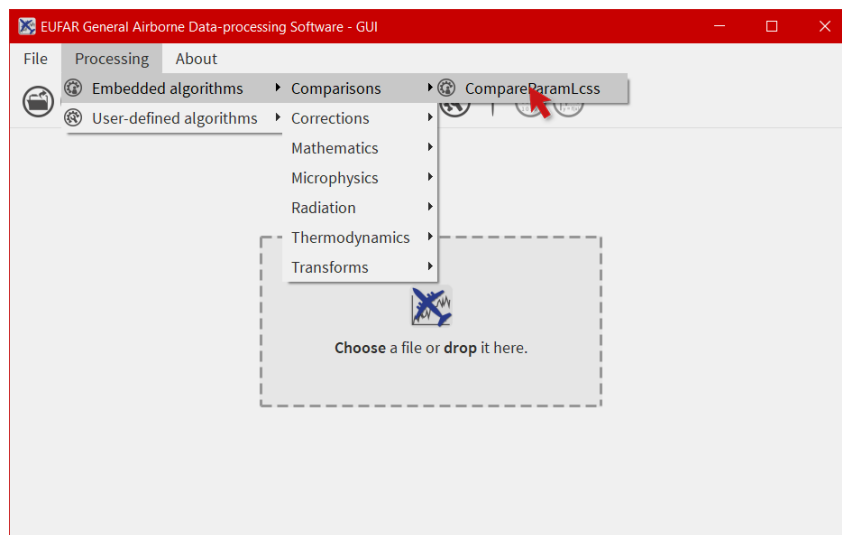 EUFAR General Airborne Data-processing Software - GUI
File Processing About
Embedded algorithms Comparisons CompareParamLcss
User-defined algorithms Corrections
Mathematics
Microphysics
Radiation
Thermodynamics
Transforms
Choose a file or drop it here.